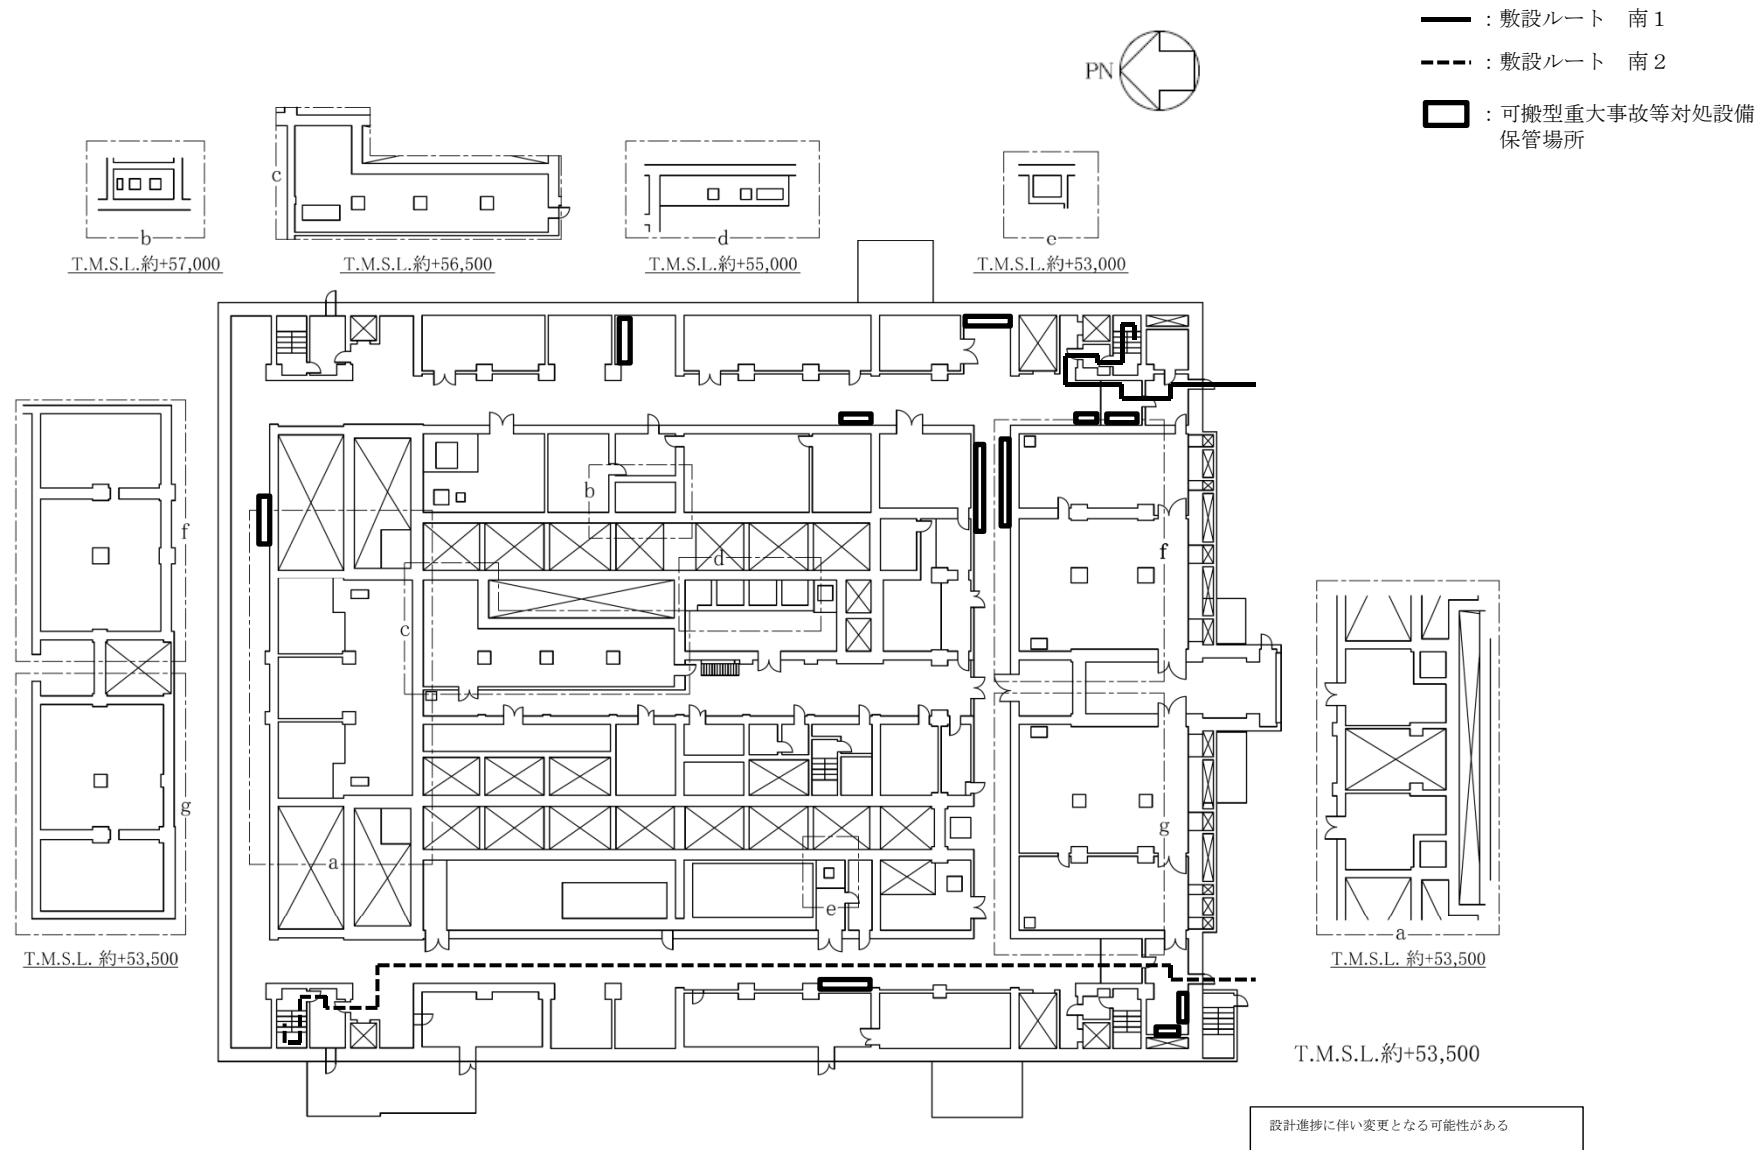 ：敷設ルート　南１
：敷設ルート　南２
：可搬型重大事故等対処設備
保管場所
PN
c
b
d
e
T.M.S.L.約+57,000
T.M.S.L.約+56,500
T.M.S.L.約+55,000
T.M.S.L.約+53,000
f
g
T.M.S.L. 約+53,500
b
d
c
a
e
f
g
a
T.M.S.L. 約+53,500
T.M.S.L.約+53,500
設計進捗に伴い変更となる可能性がある